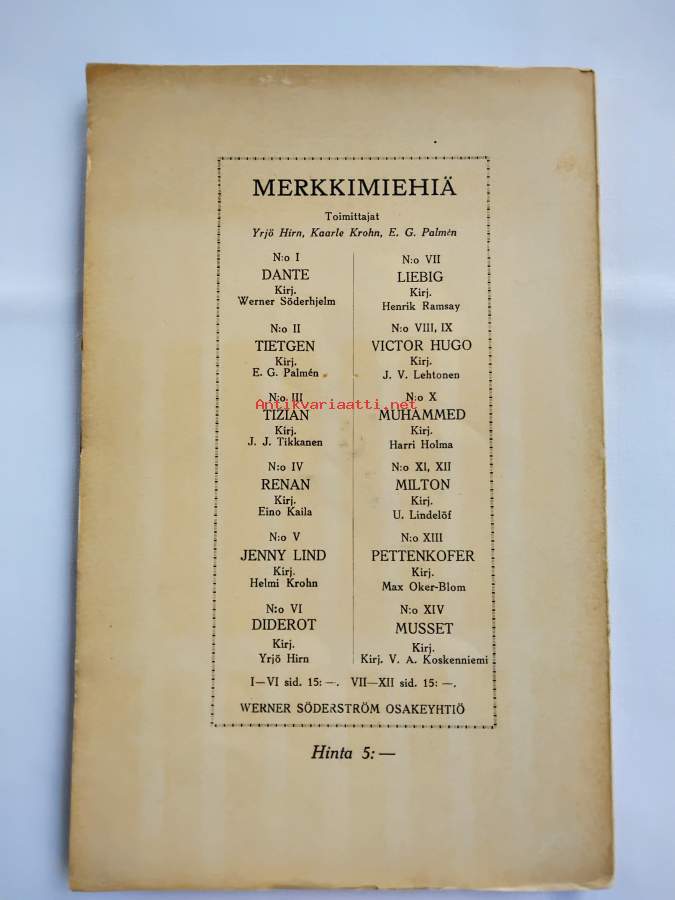 MERKKIMIEHIÄ
Toimittajat
Yrjö Hirn, Kaarle Krohn, E. G. Palmén
N:o I
DANTE
Kirj.
Werner Söderhjelm
N:o II
TIETGEN
Kirj.
E. G. Palmén
N:o III
TIZIAN
Kirj.
J. J. Tikkanen
N:o IV
RENAN
Kirj.
Eino Kaila
N:o V
JENNY LIND
Kirj.
Helmi Krohn
N:o VI
DIDEROT
Kirj.
Yrjö Hirn
N:o VII
LIEBIG
Kirj.
Henrik Ramsay
N:o VIII, IX
VICTOR HUGO
Kirj.
J. V. Lehtonen
N:o X
MUHAMMED
Kirj.
Harri Holma
N:o XI, XII
MILTON
Kirj.
U. Lindelöf
N:o XIII
PETTENKOFER
Kirj.
Max Oker-Blom
N:o XIV
MUSSET
Kirj.
Kirj. V. A. Koskenniemi
I—VI sid. 15: —. VII—XII sid. 15: —.
WERNER SÖDERSTRÖM OSAKEYHTIÖ
Hinta 5: —
Antikvariaatti.net